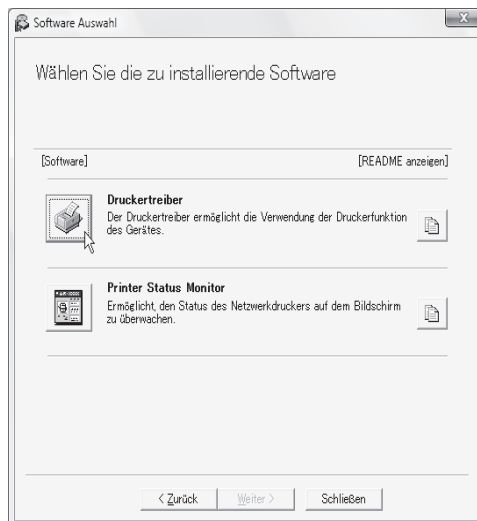 Software Auswahl
Wählen Sie die zu installierende Software
[Software] [README anzeigen]
Druckertreiber
Der Druckertreiber ermöglicht die Verwendung der Druckerfunktion
des Gerätes.
Printer Status Monitor
Ermöglicht, den Status des Netzwerkdruckers auf dem Bildschirm
zu überwachen.
< Zurück Weiter > Schließen